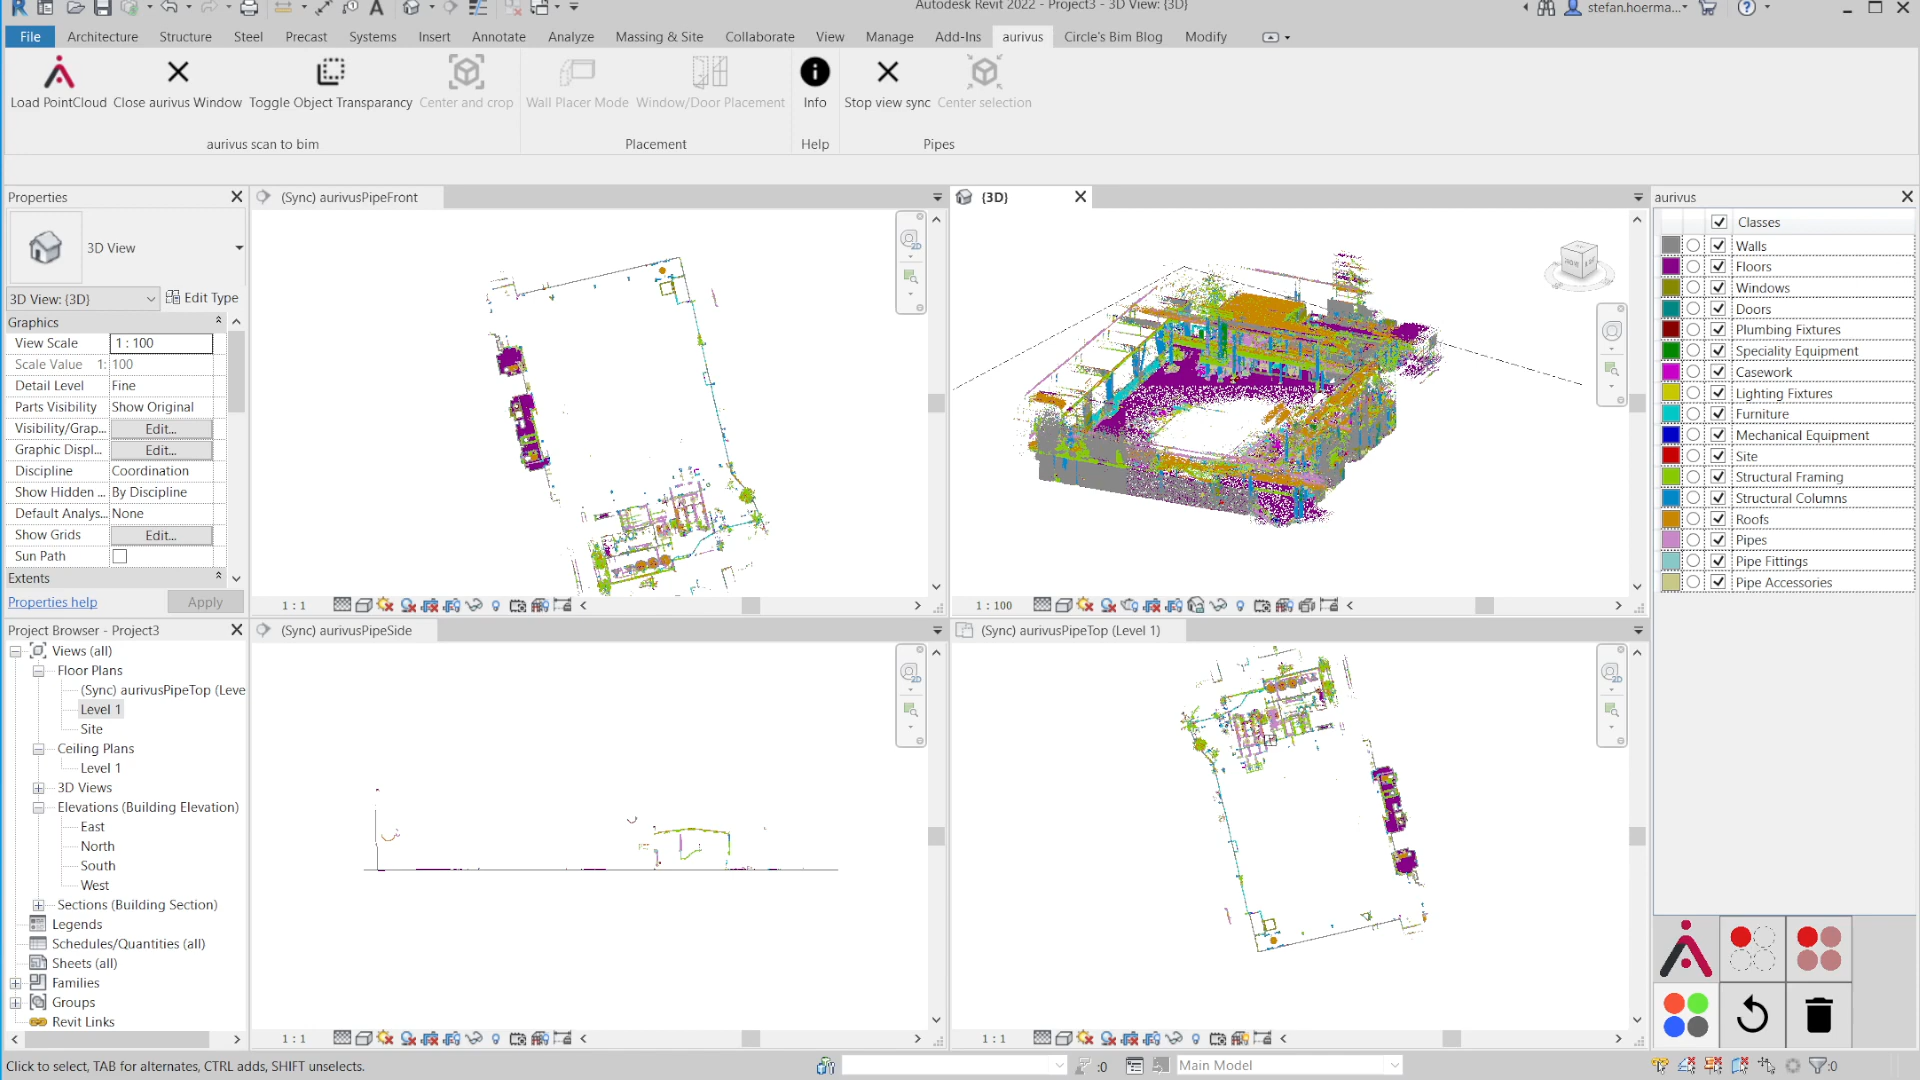 Autodesk Revit 2022 - Project3 - 3D View: {3D}
stefan.hoerma...
File Architecture Structure Steel Precast Systems Insert Annotate Analyze Massing & Site Collaborate View Manage Add-Ins aurivus Circle's Bim Blog Modify
Load PointCloud Close aurivus Window Toggle Object Transparency Center and crop Wall Placer Mode Window/Door Placement Info Stop view sync Center selection
aurivus scan to bim Placement Help Pipes
Properties
3D View
3D View: {3D}
Edit Type
Graphics
View Scale 1 : 100
Scale Value 1: 100
Detail Level Fine
Parts Visibility Show Original
Visibility/Grap... Edit...
Graphic Displ... Edit...
Discipline Coordination
Show Hidden ... By Discipline
Default Analys... None
Show Grids Edit...
Sun Path
Extents
Properties help Apply
Project Browser - Project3
Views (all)
Floor Plans
(Sync) aurivusPipeTop (Leve
Level 1
Site
Ceiling Plans
Level 1
3D Views
Elevations (Building Elevation)
East
North
South
West
Sections (Building Section)
Legends
Schedules/Quantities (all)
Sheets (all)
Families
Groups
Revit Links
(Sync) aurivusPipeFront
1 : 1
{3D}
1 : 100
(Sync) aurivusPipeSide
1 : 1
(Sync) aurivusPipeTop (Level 1)
1 : 1
aurivus
Classes
Walls
Floors
Windows
Doors
Plumbing Fixtures
Speciality Equipment
Casework
Lighting Fixtures
Furniture
Mechanical Equipment
Site
Structural Framing
Structural Columns
Roofs
Pipes
Pipe Fittings
Pipe Accessories
Click to select, TAB for alternates, CTRL adds, SHIFT unselects.
:0
Main Model
:0